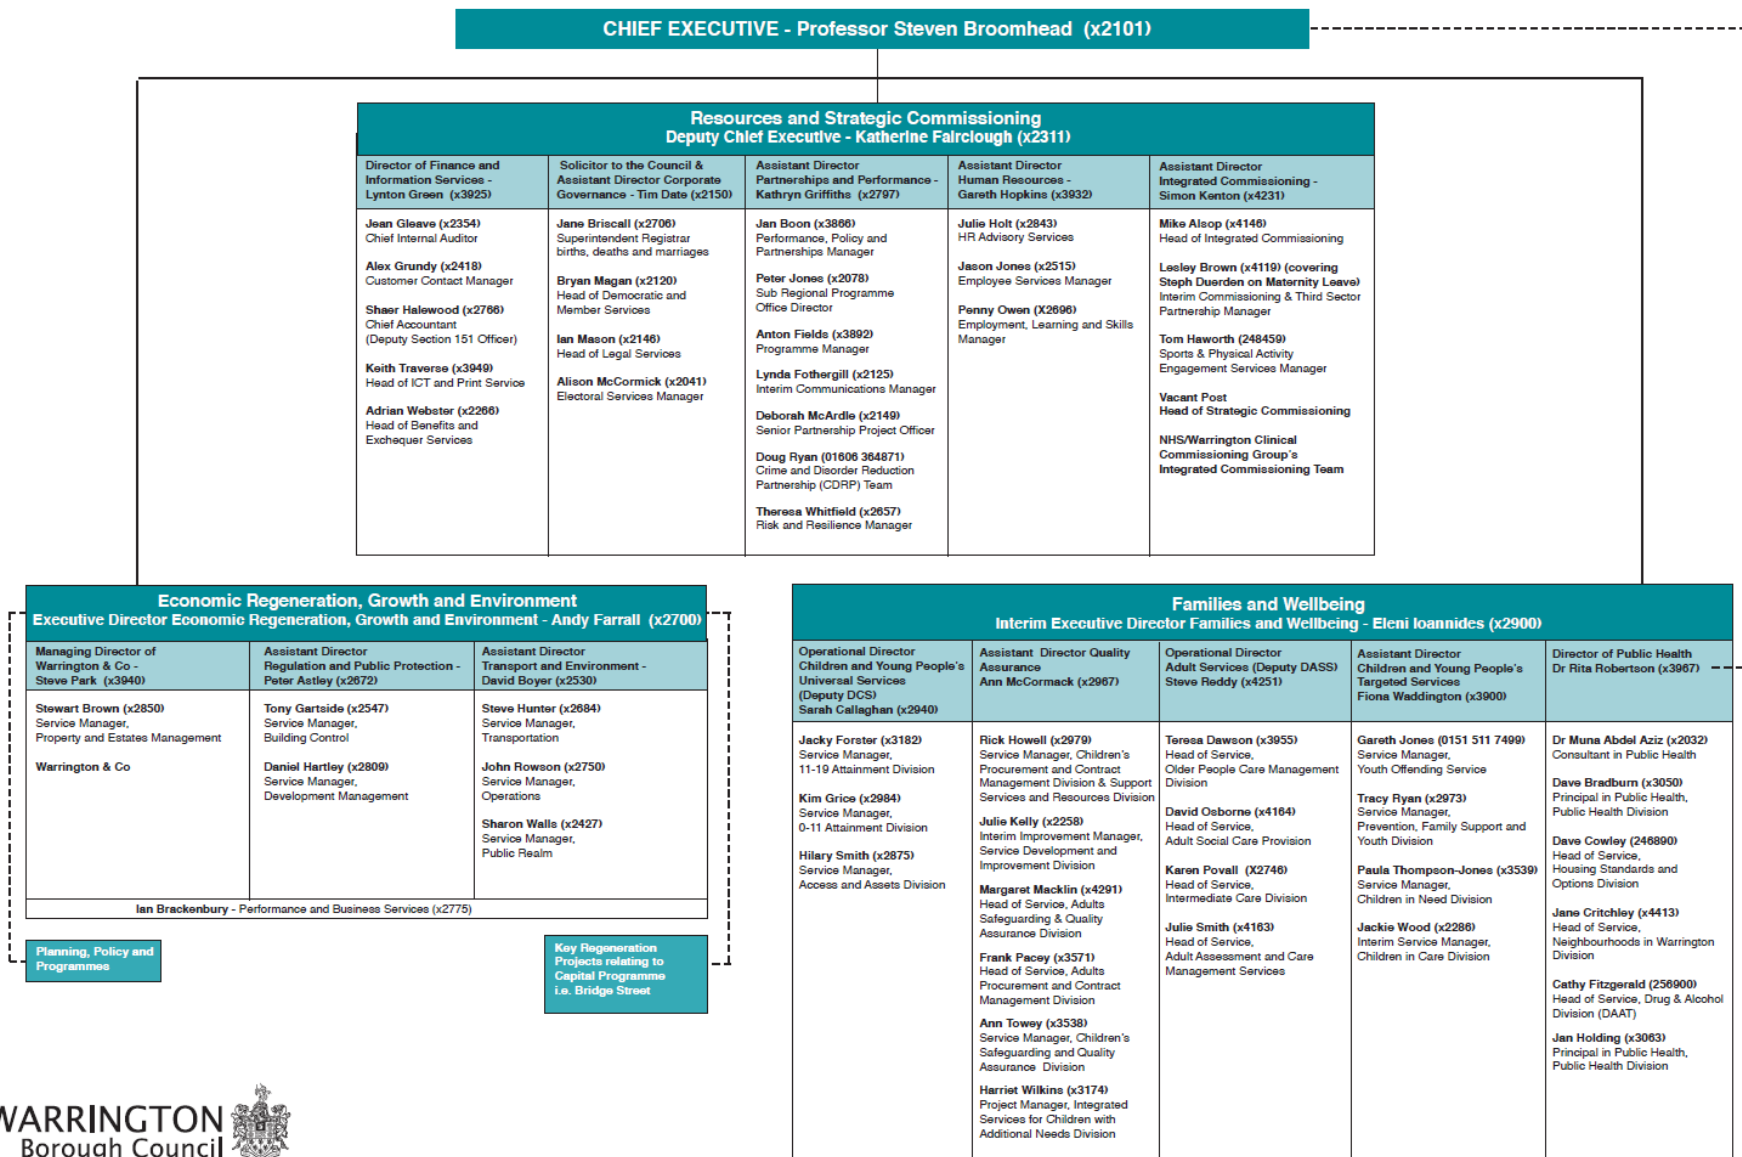 CHIEF EXECUTIVE - Professor Steven Broomhead (x2101)
Resources and Strategic Commissioning
Deputy Chief Executive - Katherine Fairclough (x2311)
Director of Finance and
Information Services -
Lynton Green (x3925)
Jean Gleave (x2354)
Chief Internal Auditor
Alex Grundy (x2418)
Customer Contact Manager
Shaer Halewood (x2766)
Chief Accountant
(Deputy Section 151 Officer)
Keith Traverse (x3949)
Head of ICT and Print Service
Adrian Webster (x2266)
Head of Benefits and
Exchequer Services
Solicitor to the Council &
Assistant Director Corporate
Governance - Tim Date (x2150)
Jane Briscall (x2706)
Superintendent Registrar
births, deaths and marriages
Bryan Magan (x2120)
Head of Democratic and
Member Services
Ian Mason (x2146)
Head of Legal Services
Alison McCormick (x2041)
Electoral Services Manager
Assistant Director
Partnerships and Performance -
Kathryn Griffiths (x2797)
Jan Boon (x3866)
Performance, Policy and
Partnerships Manager
Peter Jones (x2078)
Sub Regional Programme
Office Director
Anton Fields (x3892)
Programme Manager
Lynda Fothergill (x2125)
Interim Communications Manager
Deborah McArdle (x2149)
Senior Partnership Project Officer
Doug Ryan (01606 364871)
Crime and Disorder Reduction
Partnership (CDRP) Team
Theresa Whitfield (x2657)
Risk and Resilience Manager
Assistant Director
Human Resources -
Gareth Hopkins (x3932)
Julie Holt (x2843)
HR Advisory Services
Jason Jones (x2515)
Employee Services Manager
Penny Owen (X2696)
Employment, Learning and Skills
Manager
Assistant Director
Integrated Commissioning -
Simon Kenton (x4231)
Mike Alsop (x4146)
Head of Integrated Commissioning
Lesley Brown (x4119) (covering
Steph Duerden on Maternity Leave)
Interim Commissioning & Third Sector
Partnership Manager
Tom Haworth (248459)
Sports & Physical Activity
Engagement Services Manager
Vacant Post
Head of Strategic Commissioning
NHS/Warrington Clinical
Commissioning Group's
Integrated Commissioning Team
Economic Regeneration, Growth and Environment
Executive Director Economic Regeneration, Growth and Environment - Andy Farrall (x2700)
Managing Director of
Warrington & Co -
Steve Park (x3940)
Stewart Brown (x2850)
Service Manager,
Property and Estates Management
Warrington & Co
Assistant Director
Regulation and Public Protection -
Peter Astley (x2672)
Tony Gartside (x2547)
Service Manager,
Building Control
Daniel Hartley (x2809)
Service Manager,
Development Management
Assistant Director
Transport and Environment -
David Boyer (x2530)
Steve Hunter (x2684)
Service Manager,
Transportation
John Rowson (x2750)
Service Manager,
Operations
Sharon Walls (x2427)
Service Manager,
Public Realm
Ian Brackenbury - Performance and Business Services (x2775)
Planning, Policy and
Programmes
Key Regeneration
Projects relating to
Capital Programme
i.e. Bridge Street
Families and Wellbeing
Interim Executive Director Families and Wellbeing - Eleni Ioannides (x2900)
Operational Director
Children and Young People's
Universal Services
(Deputy DCS)
Sarah Callaghan (x2940)
Jacky Forster (x3182)
Service Manager,
11-19 Attainment Division
Kim Grice (x2984)
Service Manager,
0-11 Attainment Division
Hilary Smith (x2875)
Service Manager,
Access and Assets Division
Assistant Director Quality
Assurance
Ann McCormack (x2967)
Rick Howell (x2979)
Service Manager, Children's
Procurement and Contract
Management Division & Support
Services and Resources Division
Julie Kelly (x2258)
Interim Improvement Manager,
Service Development and
Improvement Division
Margaret Macklin (x4291)
Head of Service, Adults
Safeguarding & Quality
Assurance Division
Frank Pacey (x3571)
Head of Service, Adults
Procurement and Contract
Management Division
Ann Towey (x3538)
Service Manager, Children's
Safeguarding and Quality
Assurance Division
Harriet Wilkins (x3174)
Project Manager, Integrated
Services for Children with
Additional Needs Division
Operational Director
Adult Services (Deputy DASS)
Steve Reddy (x4251)
Teresa Dawson (x3955)
Head of Service,
Older People Care Management
Division
David Osborne (x4164)
Head of Service,
Adult Social Care Provision
Karen Povall (X2746)
Head of Service,
Intermediate Care Division
Julie Smith (x4163)
Head of Service,
Adult Assessment and Care
Management Services
Assistant Director
Children and Young People's
Targeted Services
Fiona Waddington (x3900)
Gareth Jones (0151 511 7499)
Service Manager,
Youth Offending Service
Tracy Ryan (x2973)
Service Manager,
Prevention, Family Support and
Youth Division
Paula Thompson-Jones (x3539)
Service Manager,
Children in Need Division
Jackie Wood (x2286)
Interim Service Manager,
Children in Care Division
Director of Public Health
Dr Rita Robertson (x3967)
Dr Muna Abdel Aziz (x2032)
Consultant in Public Health
Dave Bradburn (x3050)
Principal in Public Health,
Public Health Division
Dave Cowley (246890)
Head of Service,
Housing Standards and
Options Division
Jane Critchley (x4413)
Head of Service,
Neighbourhoods in Warrington
Division
Cathy Fitzgerald (256900)
Head of Service, Drug & Alcohol
Division (DAAT)
Jan Holding (x3063)
Principal in Public Health,
Public Health Division
WARRINGTON
Borough Council